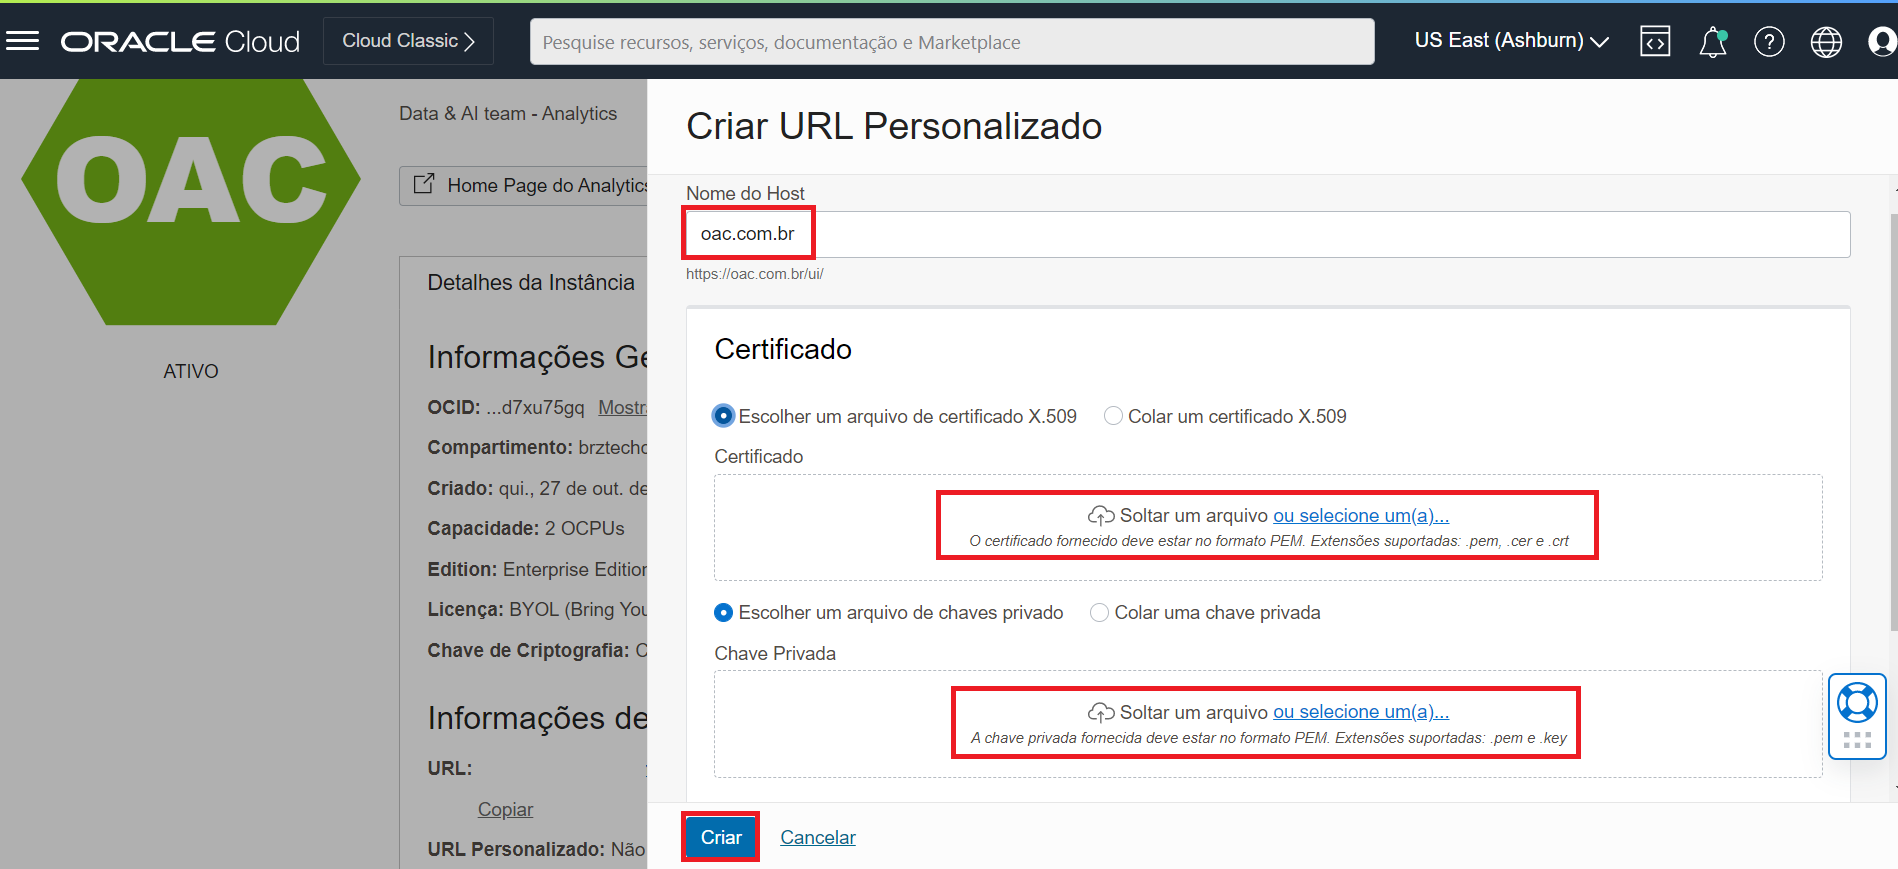 ORACLE Cloud
Cloud Classic
Pesquise recursos, serviços, documentação e Marketplace
US East (Ashburn)
OAC
ATIVO
Data & AI team - Analytics
Home Page do Analytics
Detalhes da Instância
Informações Ge
OCID: ...d7xu75gq Mostra
Compartimento: brztech
Criado: qui., 27 de out. de
Capacidade: 2 OCPUs
Edition: Enterprise Edition
Licença: BYOL (Bring You
Chave de Criptografia:
Informações de
URL:
Copiar
URL Personalizado: Não
Criar URL Personalizado
Nome do Host
oac.com.br
https://oac.com.br/ui/
Certificado
Escolher um arquivo de certificado X.509 Colar um certificado X.509
Certificado
Soltar um arquivo ou selecione um(a)...
O certificado fornecido deve estar no formato PEM. Extensões suportadas: .pem, .cer e .crt
Escolher um arquivo de chaves privado Colar uma chave privada
Chave Privada
Soltar um arquivo ou selecione um(a)...
A chave privada fornecida deve estar no formato PEM. Extensões suportadas: .pem e .key
Criar Cancelar